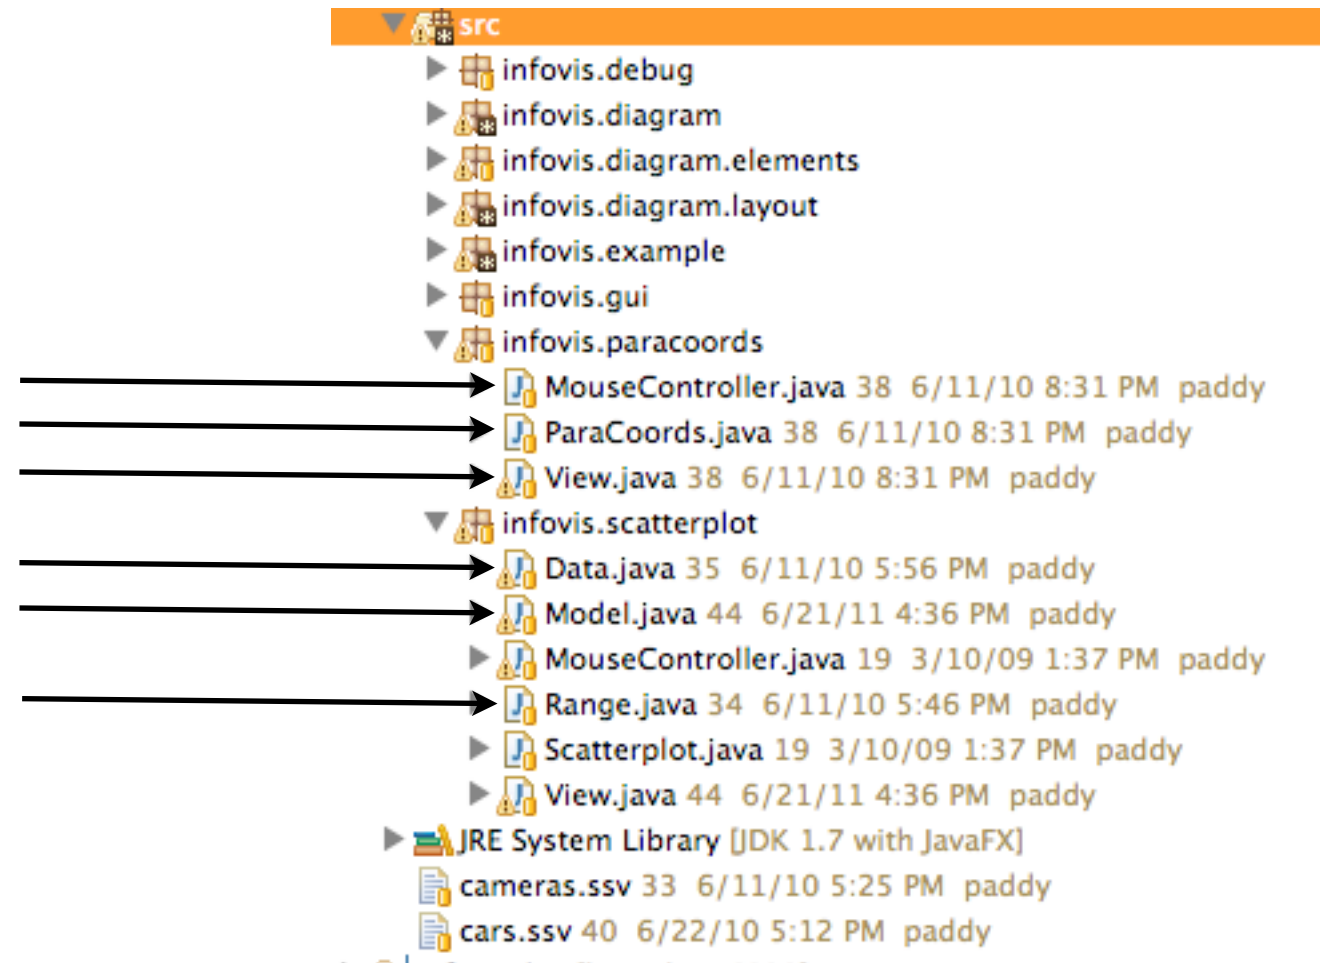 src
infovis.debug
infovis.diagram
infovis.diagram.elements
infovis.diagram.layout
infovis.example
infovis.gui
infovis.paracoords
MouseController.java 38 6/11/10 8:31 PM paddy
ParaCoords.java 38 6/11/10 8:31 PM paddy
View.java 38 6/11/10 8:31 PM paddy
infovis.scatterplot
Data.java 35 6/11/10 5:56 PM paddy
Model.java 44 6/21/11 4:36 PM paddy
MouseController.java 19 3/10/09 1:37 PM paddy
Range.java 34 6/11/10 5:46 PM paddy
Scatterplot.java 19 3/10/09 1:37 PM paddy
View.java 44 6/21/11 4:36 PM paddy
JRE System Library [JDK 1.7 with JavaFX]
cameras.ssv 33 6/11/10 5:25 PM paddy
cars.ssv 40 6/22/10 5:12 PM paddy